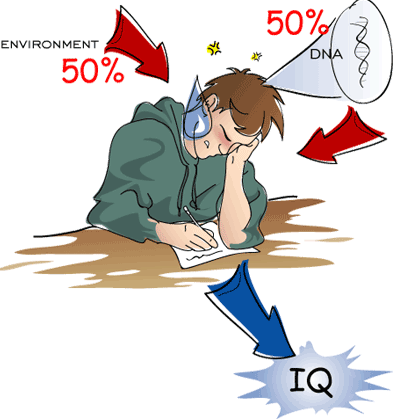 50%
ENVIRONMENT
50%
DNA
IQ